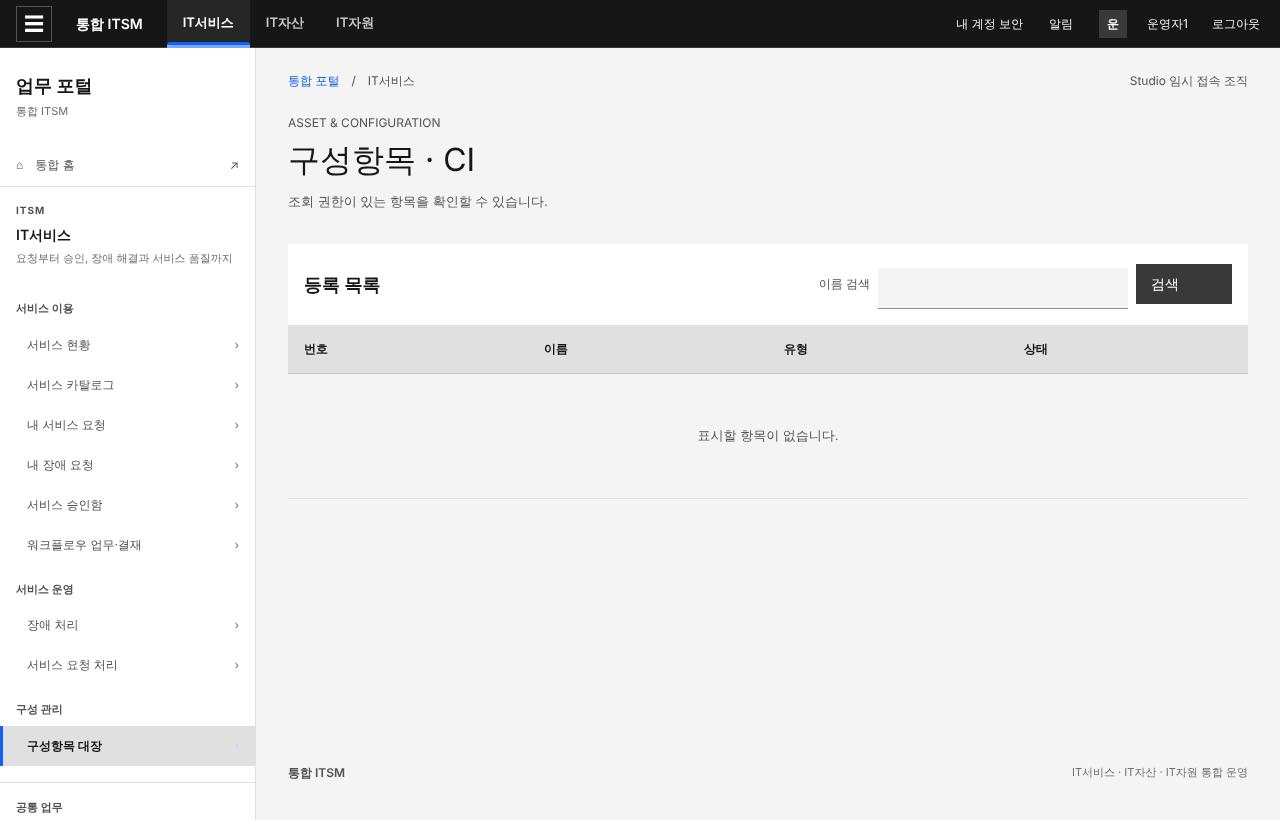 통합 ITSM
IT서비스
IT자산
IT자원
내 계정 보안
알림
운
운영자1
로그아웃
업무 포털
통합 ITSM
통합 홈
ITSM
IT서비스
요청부터 승인, 장애 해결과 서비스 품질까지
서비스 이용
서비스 현황
서비스 카탈로그
내 서비스 요청
내 장애 요청
서비스 승인함
워크플로우 업무·결재
서비스 운영
장애 처리
서비스 요청 처리
구성 관리
구성항목 대장
공통 업무
통합 포털 / IT서비스
Studio 임시 접속 조직
ASSET & CONFIGURATION
구성항목 · CI
조회 권한이 있는 항목을 확인할 수 있습니다.
등록 목록
이름 검색
검색
번호 이름 유형 상태
표시할 항목이 없습니다.
통합 ITSM
IT서비스 · IT자산 · IT자원 통합 운영